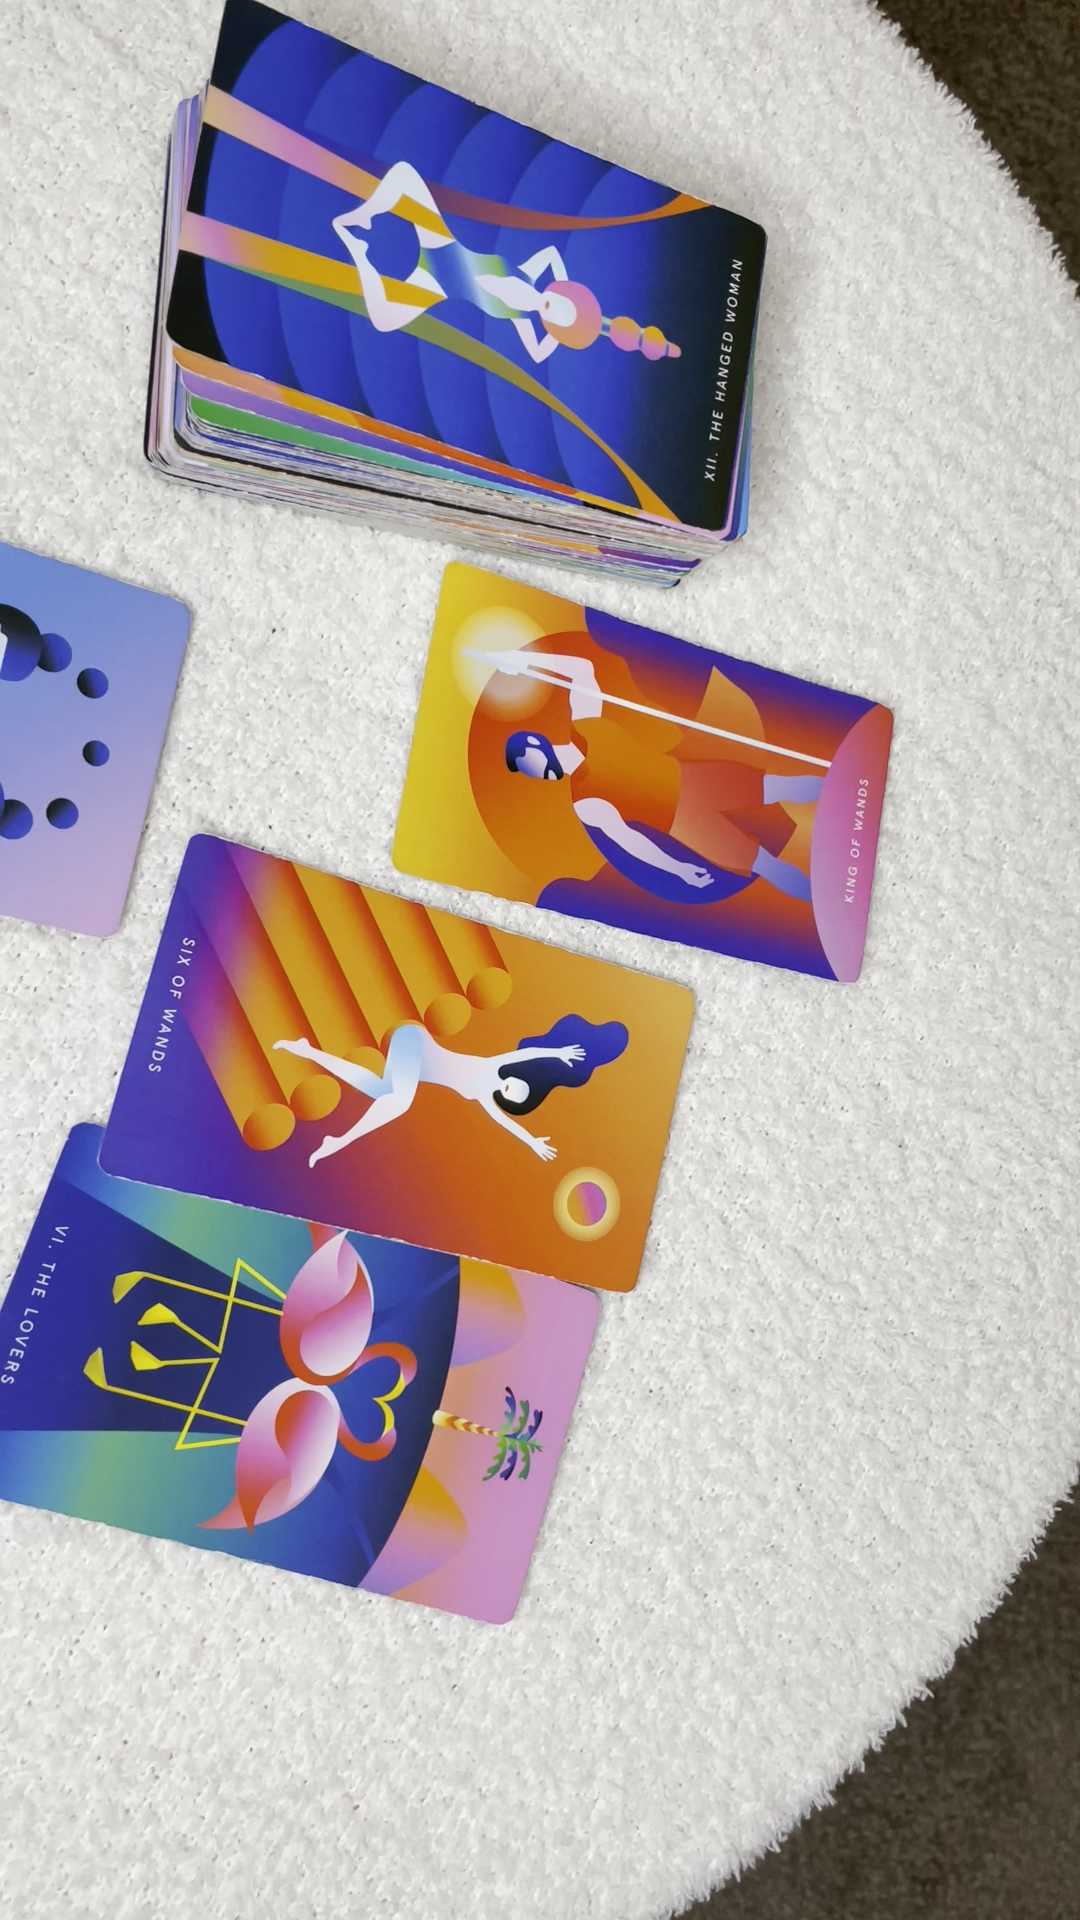 XII. THE HANGED WOMAN
KING OF WANDS
SIX OF WANDS
VI. THE LOVERS